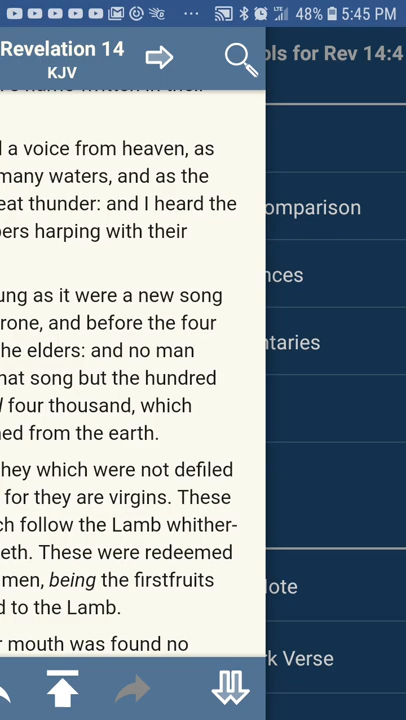 48% 5:45 PM
Revelation 14
KJV
ols for Rev 14:4
d a voice from heaven, as
many waters, and as the
eat thunder: and I heard the
pers harping with their
ung as it were a new song
rone, and before the four
he elders: and no man
hat song but the hundred
d four thousand, which
ned from the earth.
hey which were not defiled
for they are virgins. These
ch follow the Lamb whither-
eth. These were redeemed
men, being the firstfruits
d to the Lamb.
r mouth was found no
omparison
nces
ntaries
lote
rk Verse